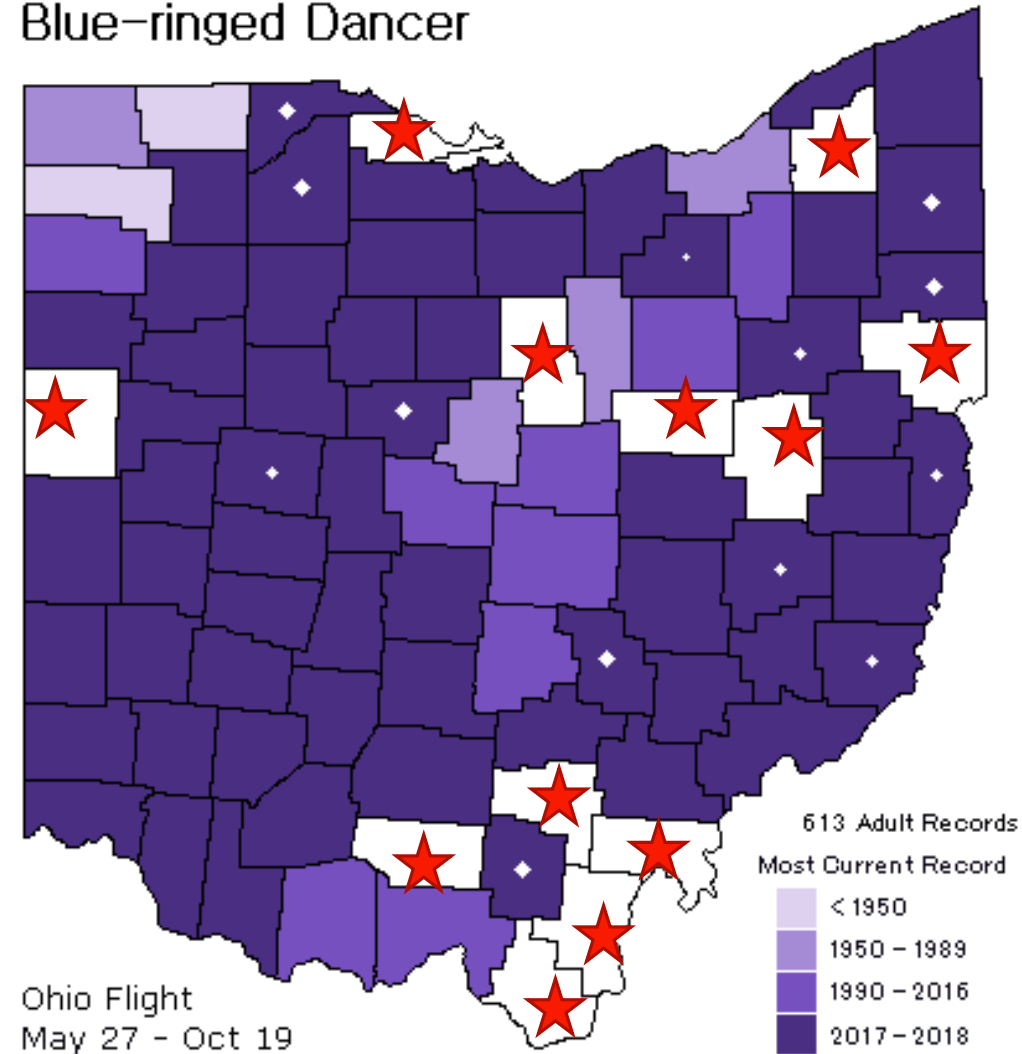 Blue-ringed Dancer
613 Adult Records
Most Current Record
<1950
1950-1989
1990-2016
2017-2018
Ohio Flight
May 27 - Oct 19